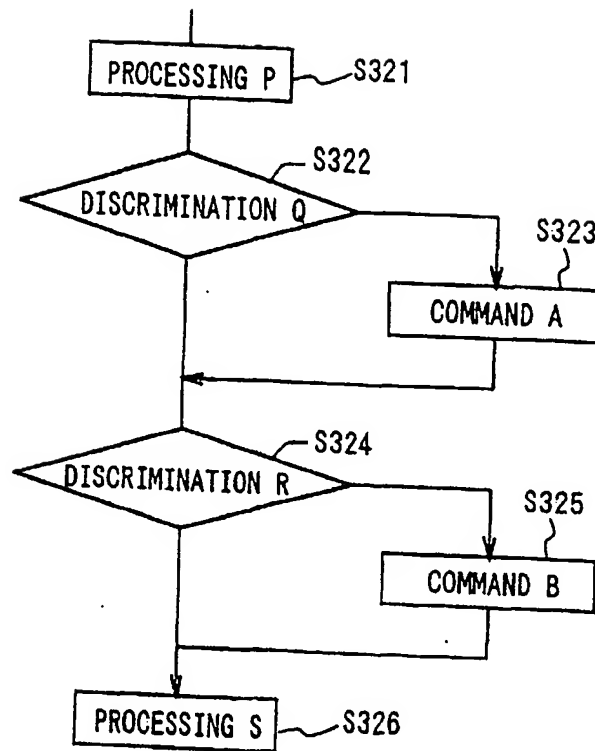 PROCESSING P
S321
S322
DISCRIMINATION Q
S323
COMMAND A
S324
DISCRIMINATION R
S325
COMMAND B
PROCESSING S
S326